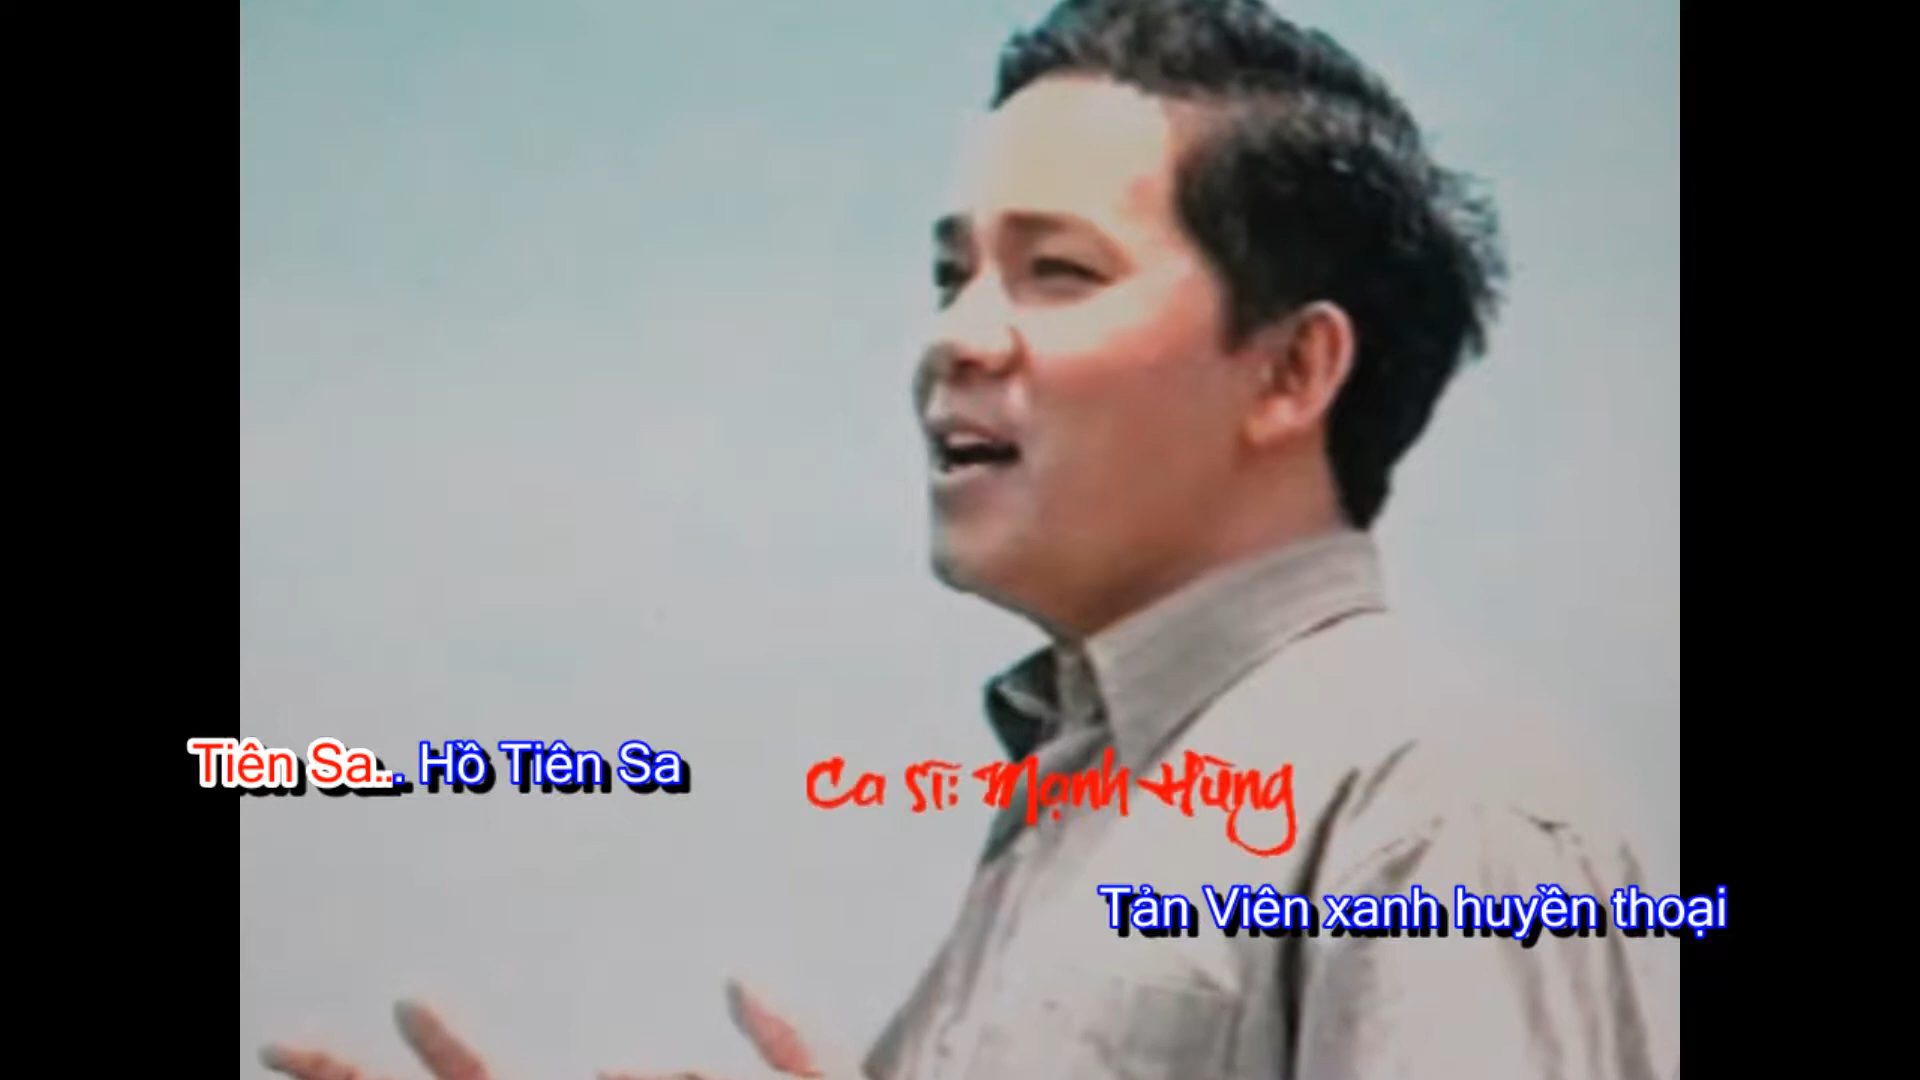 Tiên Sa... Hồ Tiên Sa
Ca sĩ: Mạnh Hùng
Tản Viên xanh huyền thoại